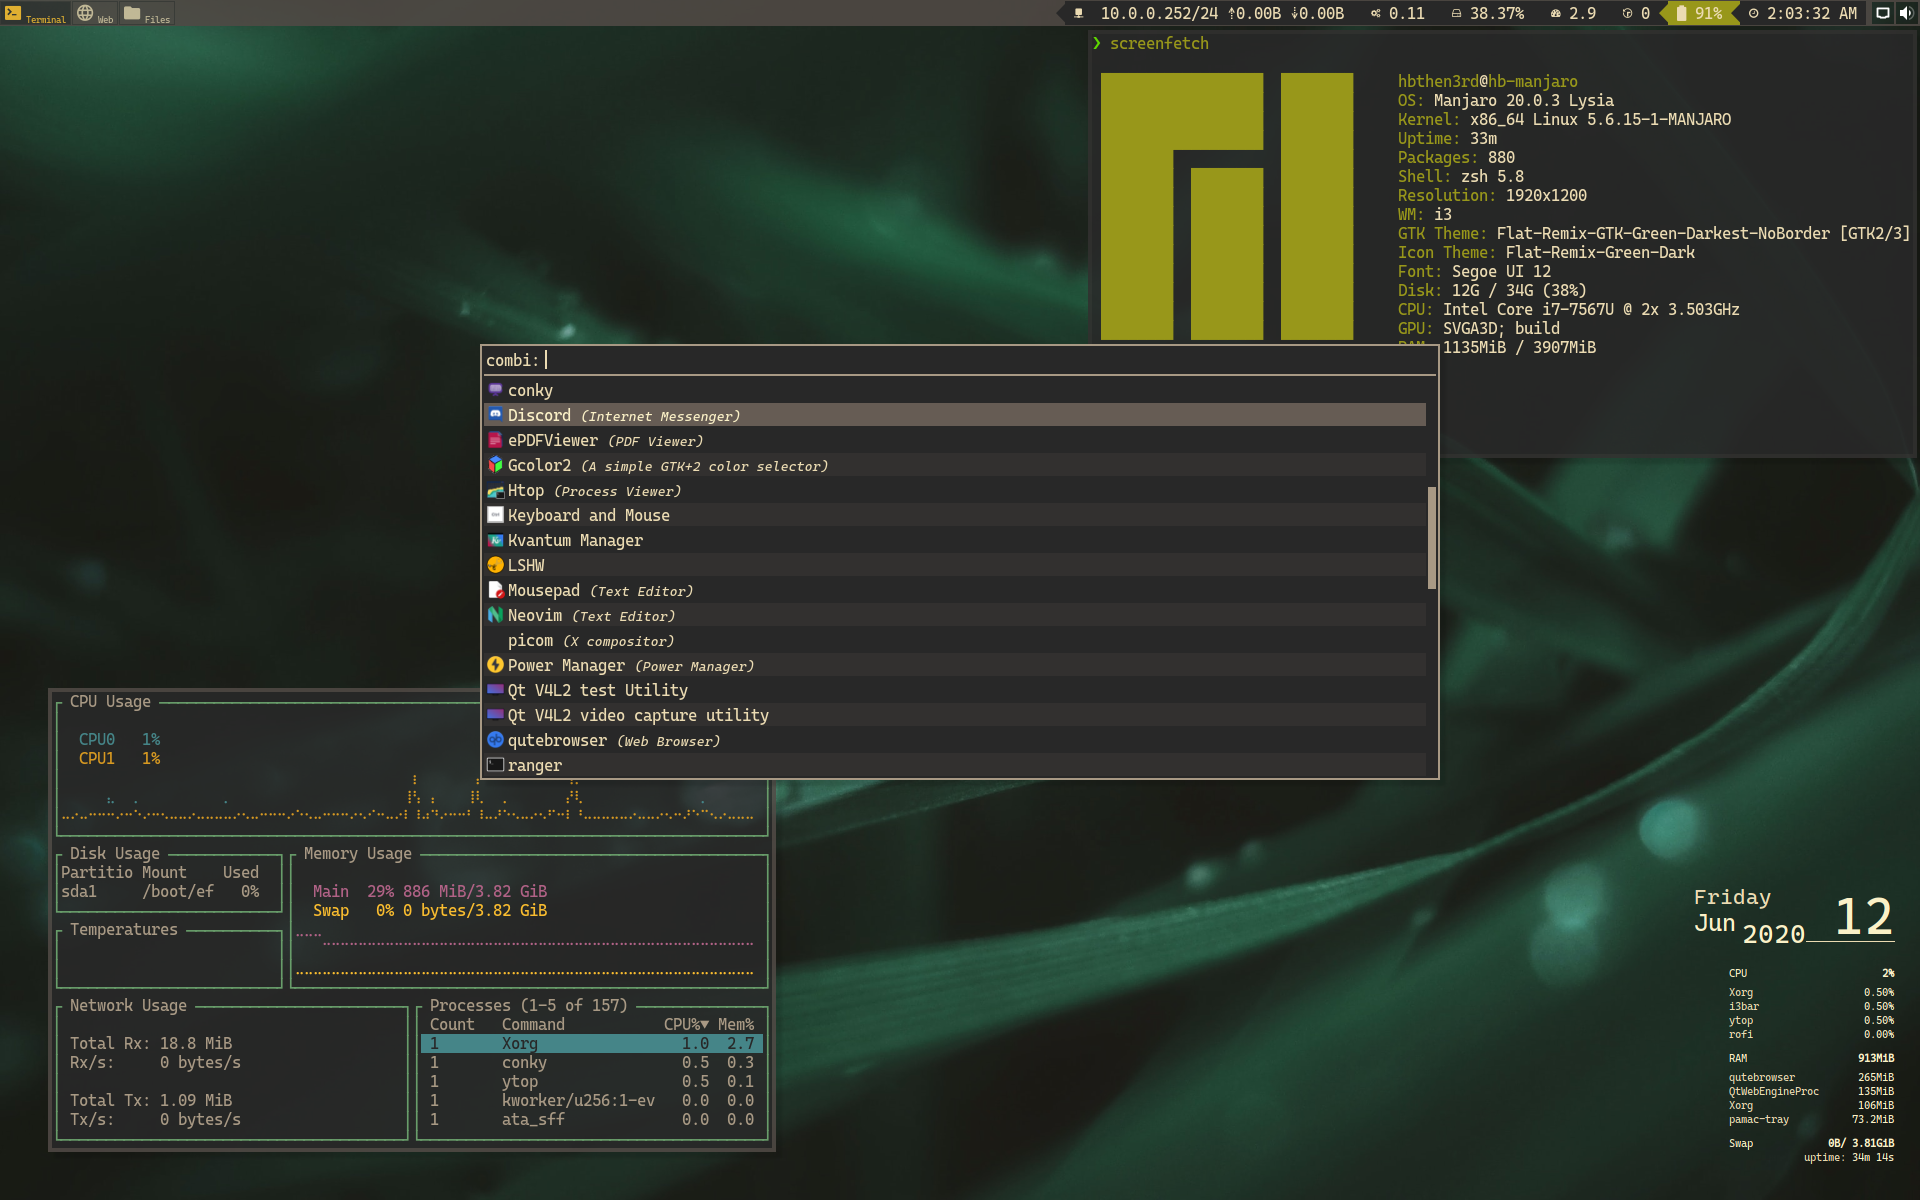 Terminal Web Files
10.0.0.252/24 ↑0.00B ↓0.00B 0.11 38.37% 2.9 0 91% 2:03:32 AM
❯ screenfetch
hbthen3rd@hb-manjaro
OS: Manjaro 20.0.3 Lysia
Kernel: x86_64 Linux 5.6.15-1-MANJARO
Uptime: 33m
Packages: 880
Shell: zsh 5.8
Resolution: 1920x1200
WM: i3
GTK Theme: Flat-Remix-GTK-Green-Darkest-NoBorder [GTK2/3]
Icon Theme: Flat-Remix-Green-Dark
Font: Segoe UI 12
Disk: 12G / 34G (38%)
CPU: Intel Core i7-7567U @ 2x 3.503GHz
GPU: SVGA3D; build
1135MiB / 3907MiB
combi:
conky
Discord (Internet Messenger)
ePDFViewer (PDF Viewer)
Gcolor2 (A simple GTK+2 color selector)
Htop (Process Viewer)
Keyboard and Mouse
Kvantum Manager
LSHW
Mousepad (Text Editor)
Neovim (Text Editor)
picom (X compositor)
Power Manager (Power Manager)
Qt V4L2 test Utility
Qt V4L2 video capture utility
qutebrowser (Web Browser)
ranger
CPU Usage
CPU0 1%
CPU1 1%
Disk Usage
Partitio Mount Used
sda1 /boot/ef 0%
Memory Usage
Main 29% 886 MiB/3.82 GiB
Swap 0% 0 bytes/3.82 GiB
Temperatures
Network Usage
Total Rx: 18.8 MiB
Rx/s: 0 bytes/s
Total Tx: 1.09 MiB
Tx/s: 0 bytes/s
Processes (1-5 of 157)
Count Command CPU%▼ Mem%
1 Xorg 1.0 2.7
1 conky 0.5 0.3
1 ytop 0.5 0.1
1 kworker/u256:1-ev 0.0 0.0
1 ata_sff 0.0 0.0
Friday
Jun 2020 12
CPU 2%
Xorg 0.50%
i3bar 0.50%
ytop 0.50%
rofi 0.00%
RAM 913MiB
qutebrowser 265MiB
QtWebEngineProc 135MiB
Xorg 106MiB
pamac-tray 73.2MiB
Swap 0B/ 3.81GiB
uptime: 34m 14s